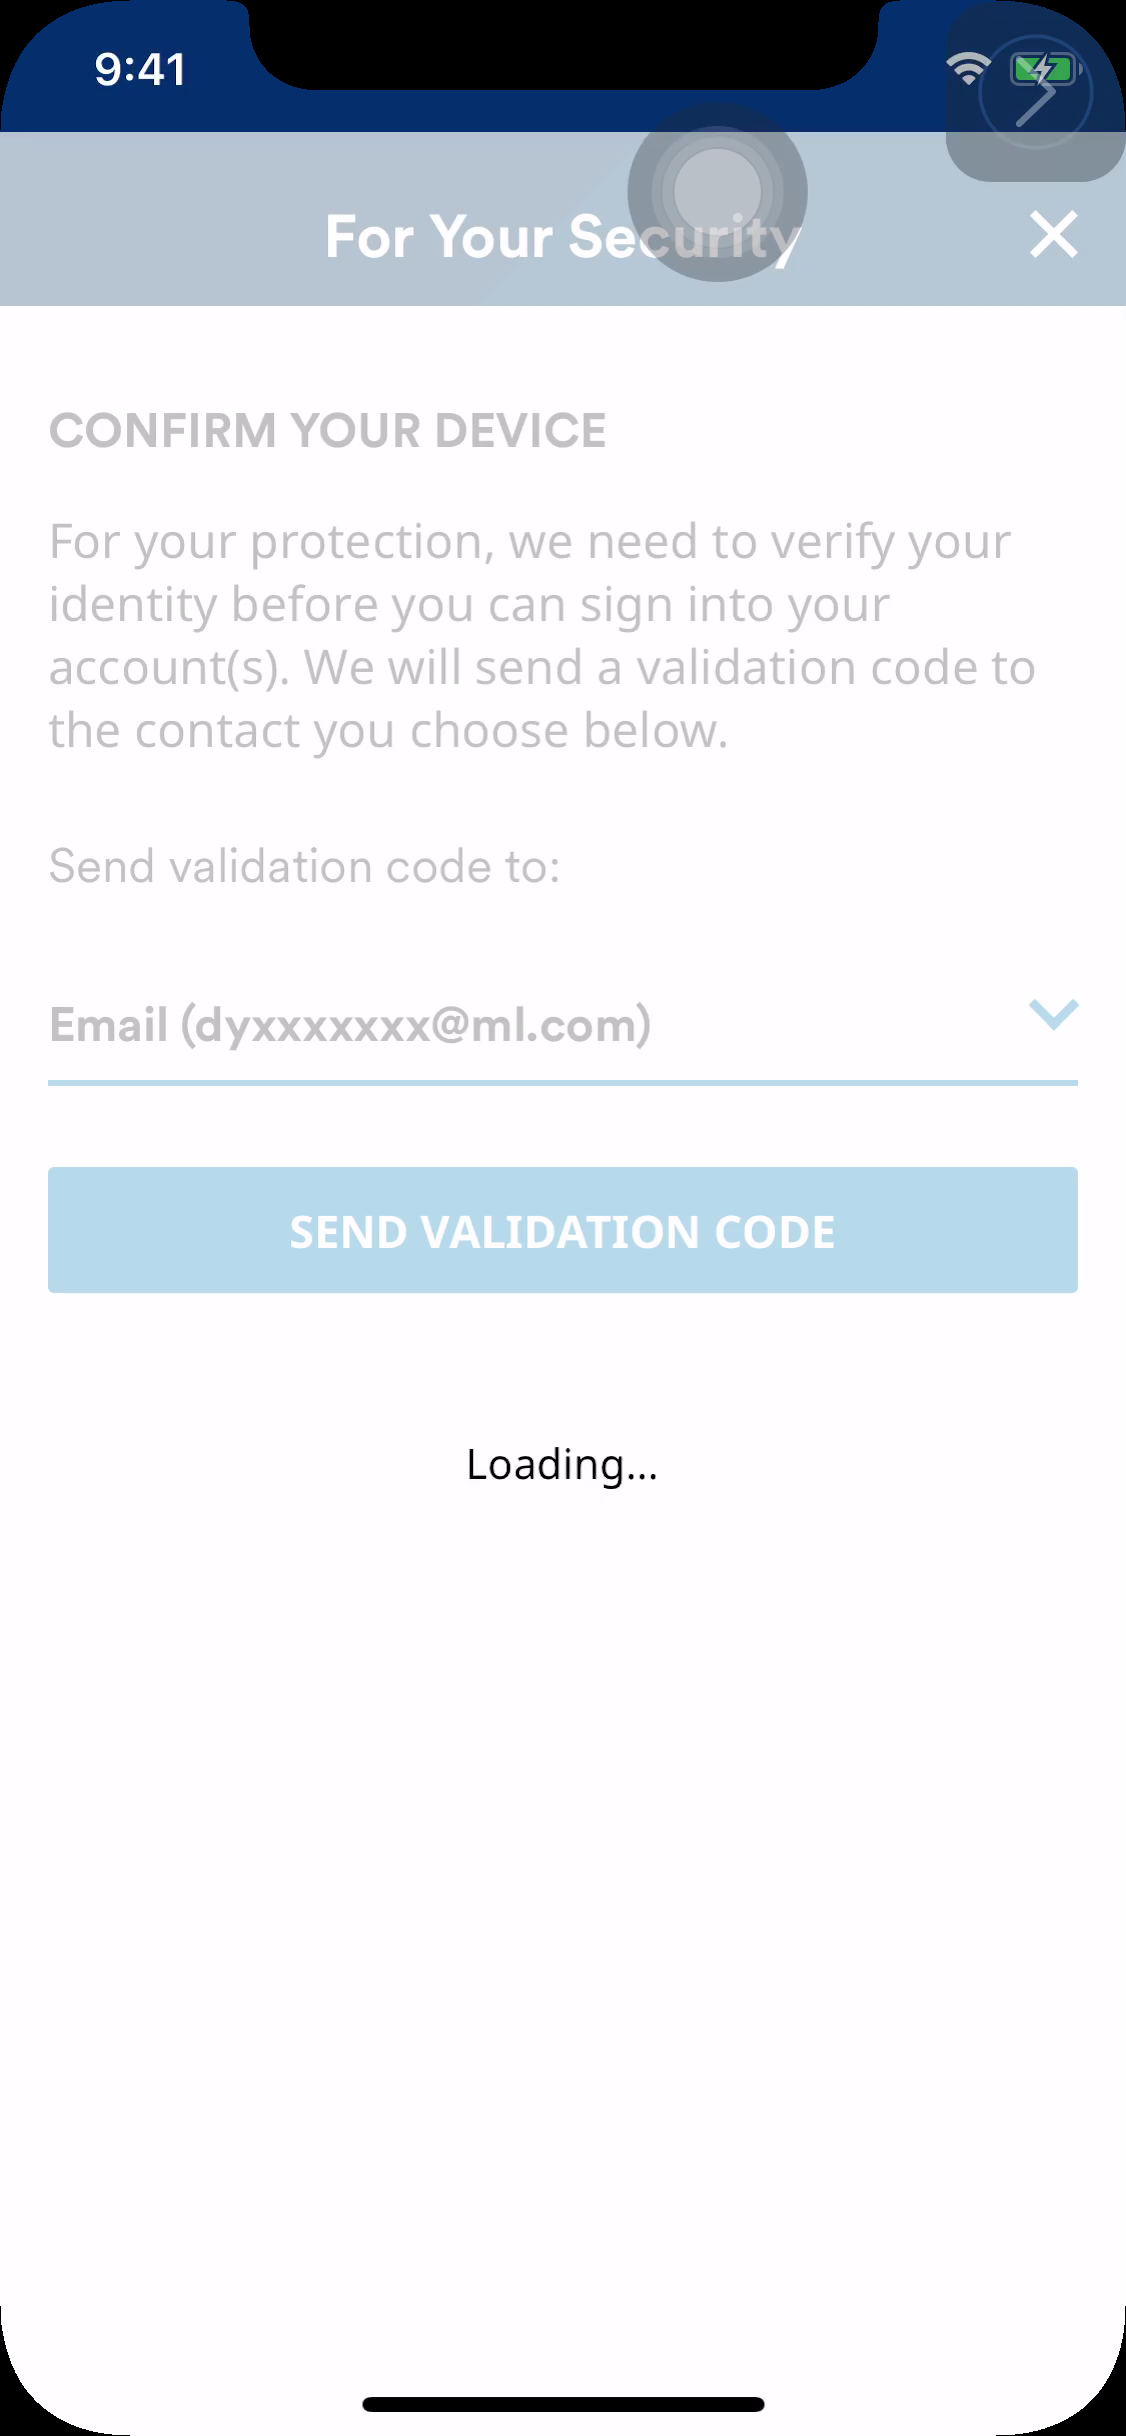 9:41
For Your Security
CONFIRM YOUR DEVICE
For your protection, we need to verify your
identity before you can sign into your
account(s). We will send a validation code to
the contact you choose below.
Send validation code to:
Email (dyxxxxxxx@ml.com)
SEND VALIDATION CODE
Loading...